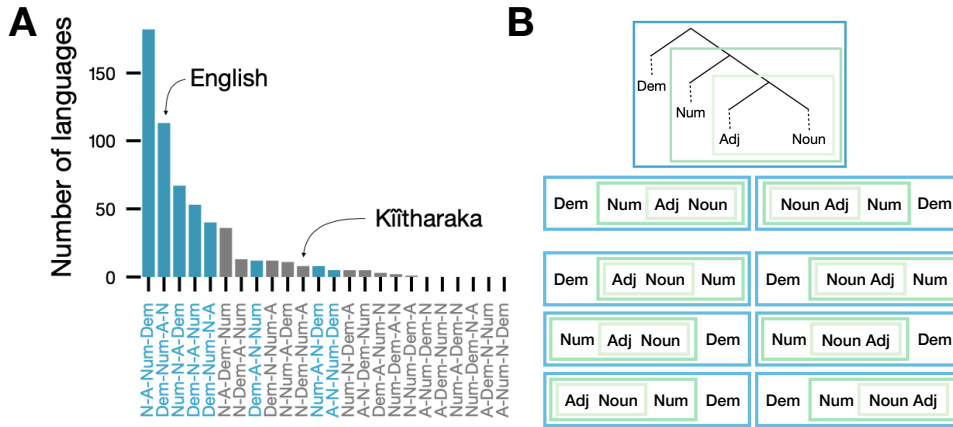 A
Number of languages
150
100
50
0
English
Kîîtharaka
N-A-Num-Dem
Dem-Num-A-N
Num-N-A-Dem
Dem-N-A-Num
Dem-Num-N-A
N-A-Dem-Num
N-Dem-A-Num
Dem-A-N-Num
Dem-N-Num-A
N-Num-A-Dem
N-Dem-Num-A
Num-A-N-Dem
A-N-Num-Dem
Num-N-Dem-A
A-N-Dem-Num
Dem-A-Num-N
Num-Dem-A-N
N-Num-Dem-A
A-Num-Dem-N
A-Dem-Num-N
Num-A-Dem-N
Num-Dem-N-A
A-Dem-N-Num
A-Num-N-Dem
B
Dem
Num
Adj Noun
Dem Num Adj Noun
Noun Adj Num Dem
Dem Adj Noun Num
Dem Noun Adj Num
Num Adj Noun Dem
Num Noun Adj Dem
Adj Noun Num Dem
Dem Num Noun Adj